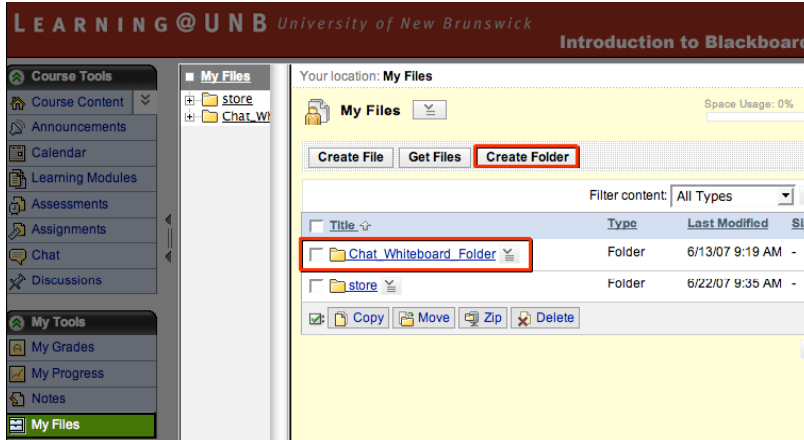 LEARNING@UNB University of New Brunswick
Introduction to Blackboard
Course Tools
Course Content
Announcements
Calendar
Learning Modules
Assessments
Assignments
Chat
Discussions
My Tools
My Grades
My Progress
Notes
My Files
My Files
store
Chat_Wh
Your location: My Files
My Files
Space Usage: 0%
Create File Get Files Create Folder
Filter content: All Types
Title Type Last Modified Si
Chat_Whiteboard_Folder Folder 6/13/07 9:19 AM -
store Folder 6/22/07 9:35 AM -
Copy Move Zip Delete